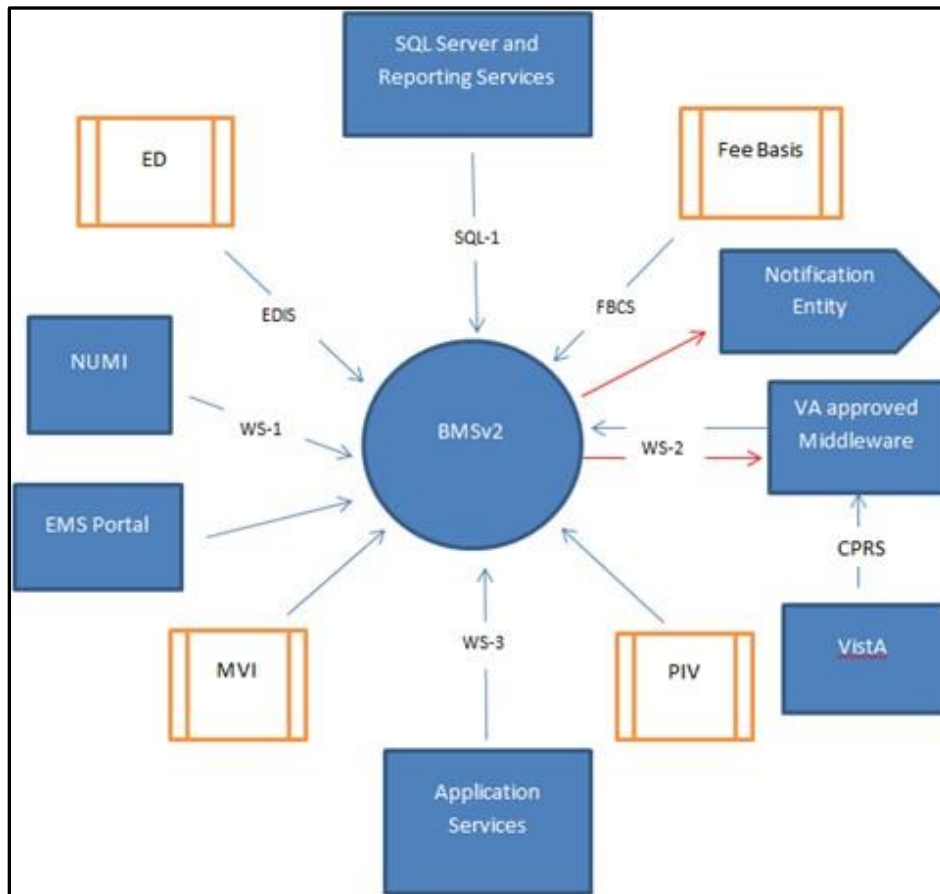 SQL Server and
Reporting Services
ED
Fee Basis
SQL-1
Notification
Entity
EDIS
FBCS
NUMI
BMSv2
VA approved
Middleware
WS-1
WS-2
EMS Portal
CPRS
MVI
WS-3
PIV
VistA
Application
Services